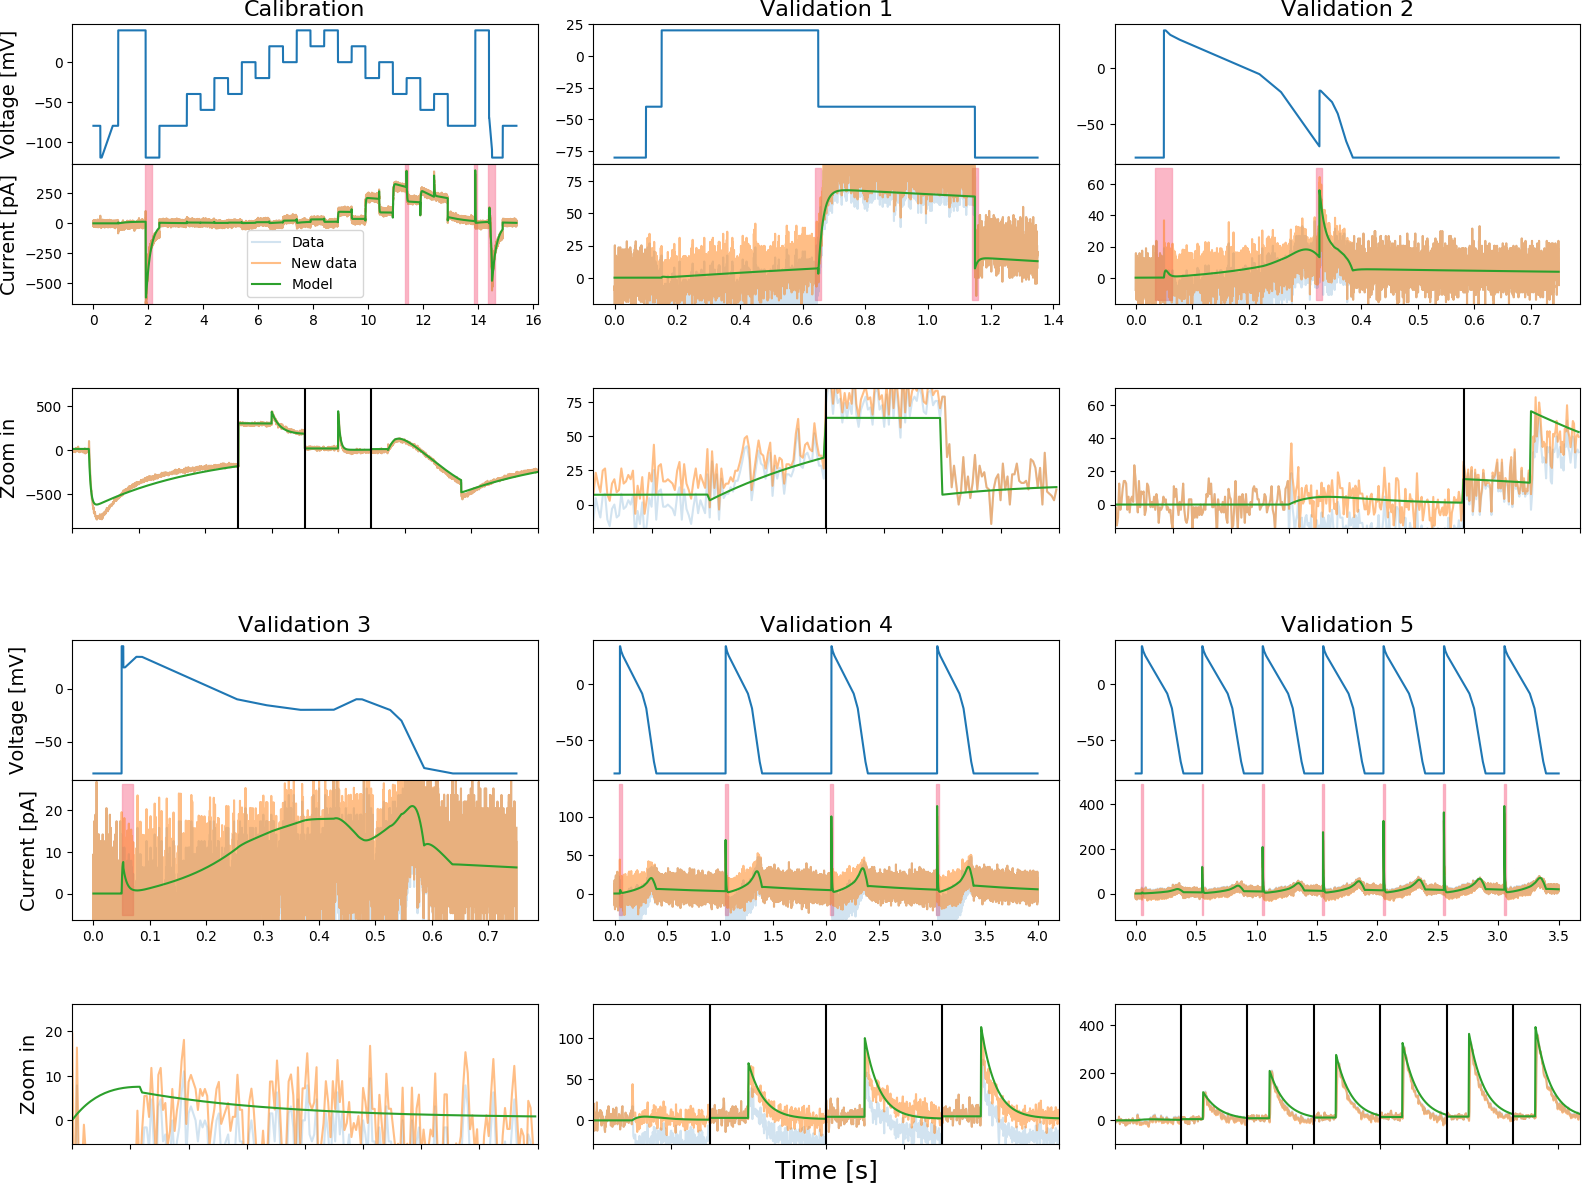 Calibration
Validation 1
Validation 2
Voltage [mV]
0
−50
−100
25
0
−25
−50
−75
0
−50
Current [pA]
250
0
−250
−500
Data
New data
Model
75
50
25
0
60
40
20
0
0 2 4 6 8 10 12 14 16
0.0 0.2 0.4 0.6 0.8 1.0 1.2 1.4
0.0 0.1 0.2 0.3 0.4 0.5 0.6 0.7
Zoom in
500
0
−500
75
50
25
0
60
40
20
0
Validation 3
Validation 4
Validation 5
Voltage [mV]
0
−50
0
−50
0
−50
Current [pA]
20
10
0
100
50
0
400
200
0
0.0 0.1 0.2 0.3 0.4 0.5 0.6 0.7
0.0 0.5 1.0 1.5 2.0 2.5 3.0 3.5 4.0
0.0 0.5 1.0 1.5 2.0 2.5 3.0 3.5
Zoom in
20
10
0
100
50
0
400
200
0
Time [s]